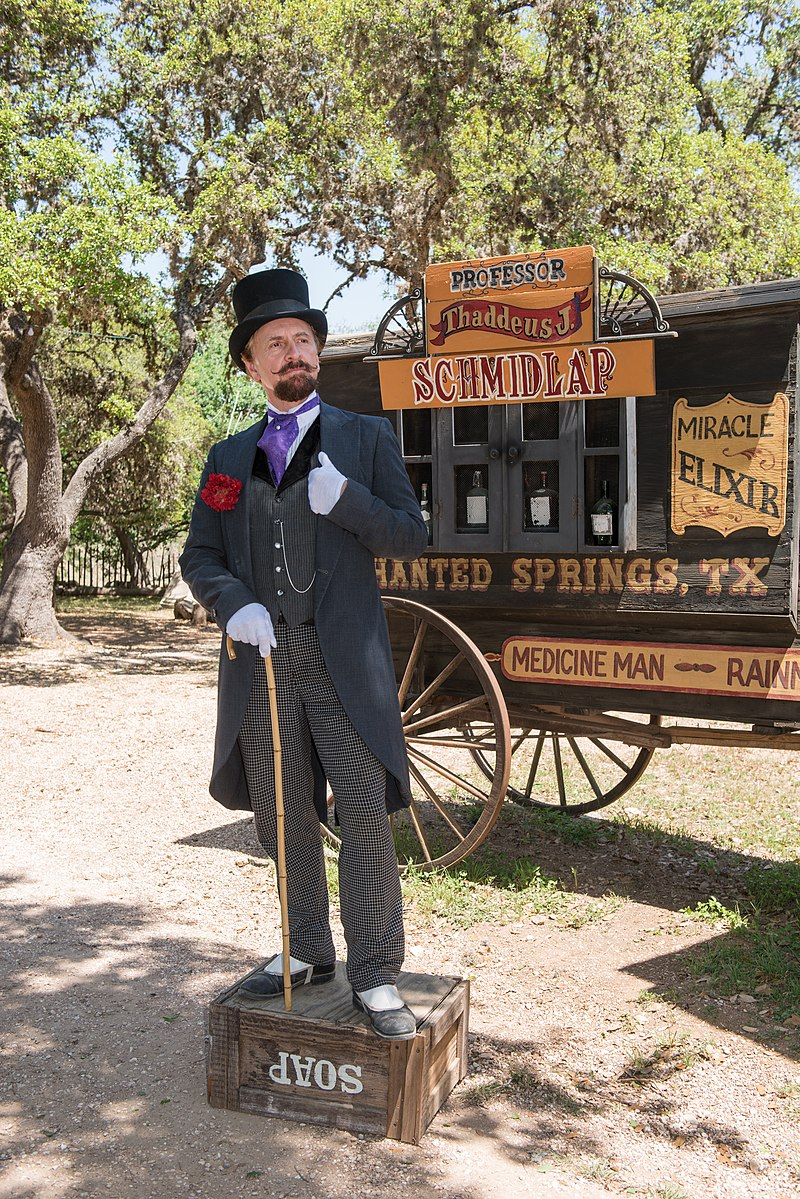 PROFESSOR
Thaddeus J.
SCHMIDLAP
MIRACLE
ELIXIR
HANTED SPRINGS, TX
MEDICINE MAN RAINM
SOAP